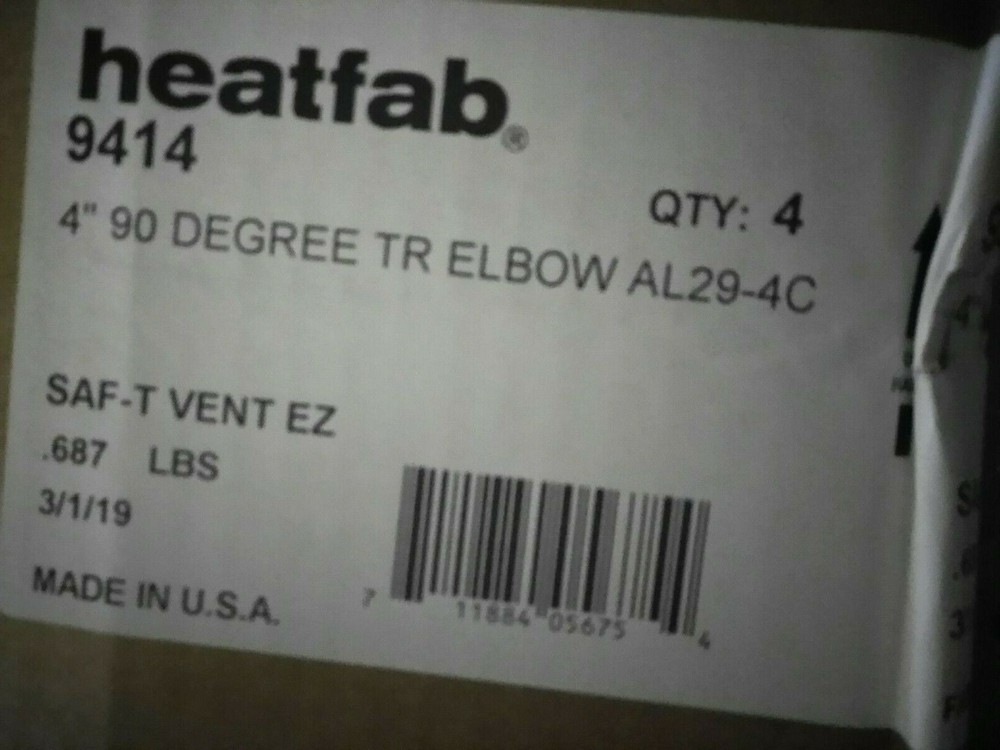 heatfab®
9414
QTY: 4
4" 90 DEGREE TR ELBOW AL29-4C
SAF-T VENT EZ
.687 LBS
3/1/19
MADE IN U.S.A.
7 11884 05675 4